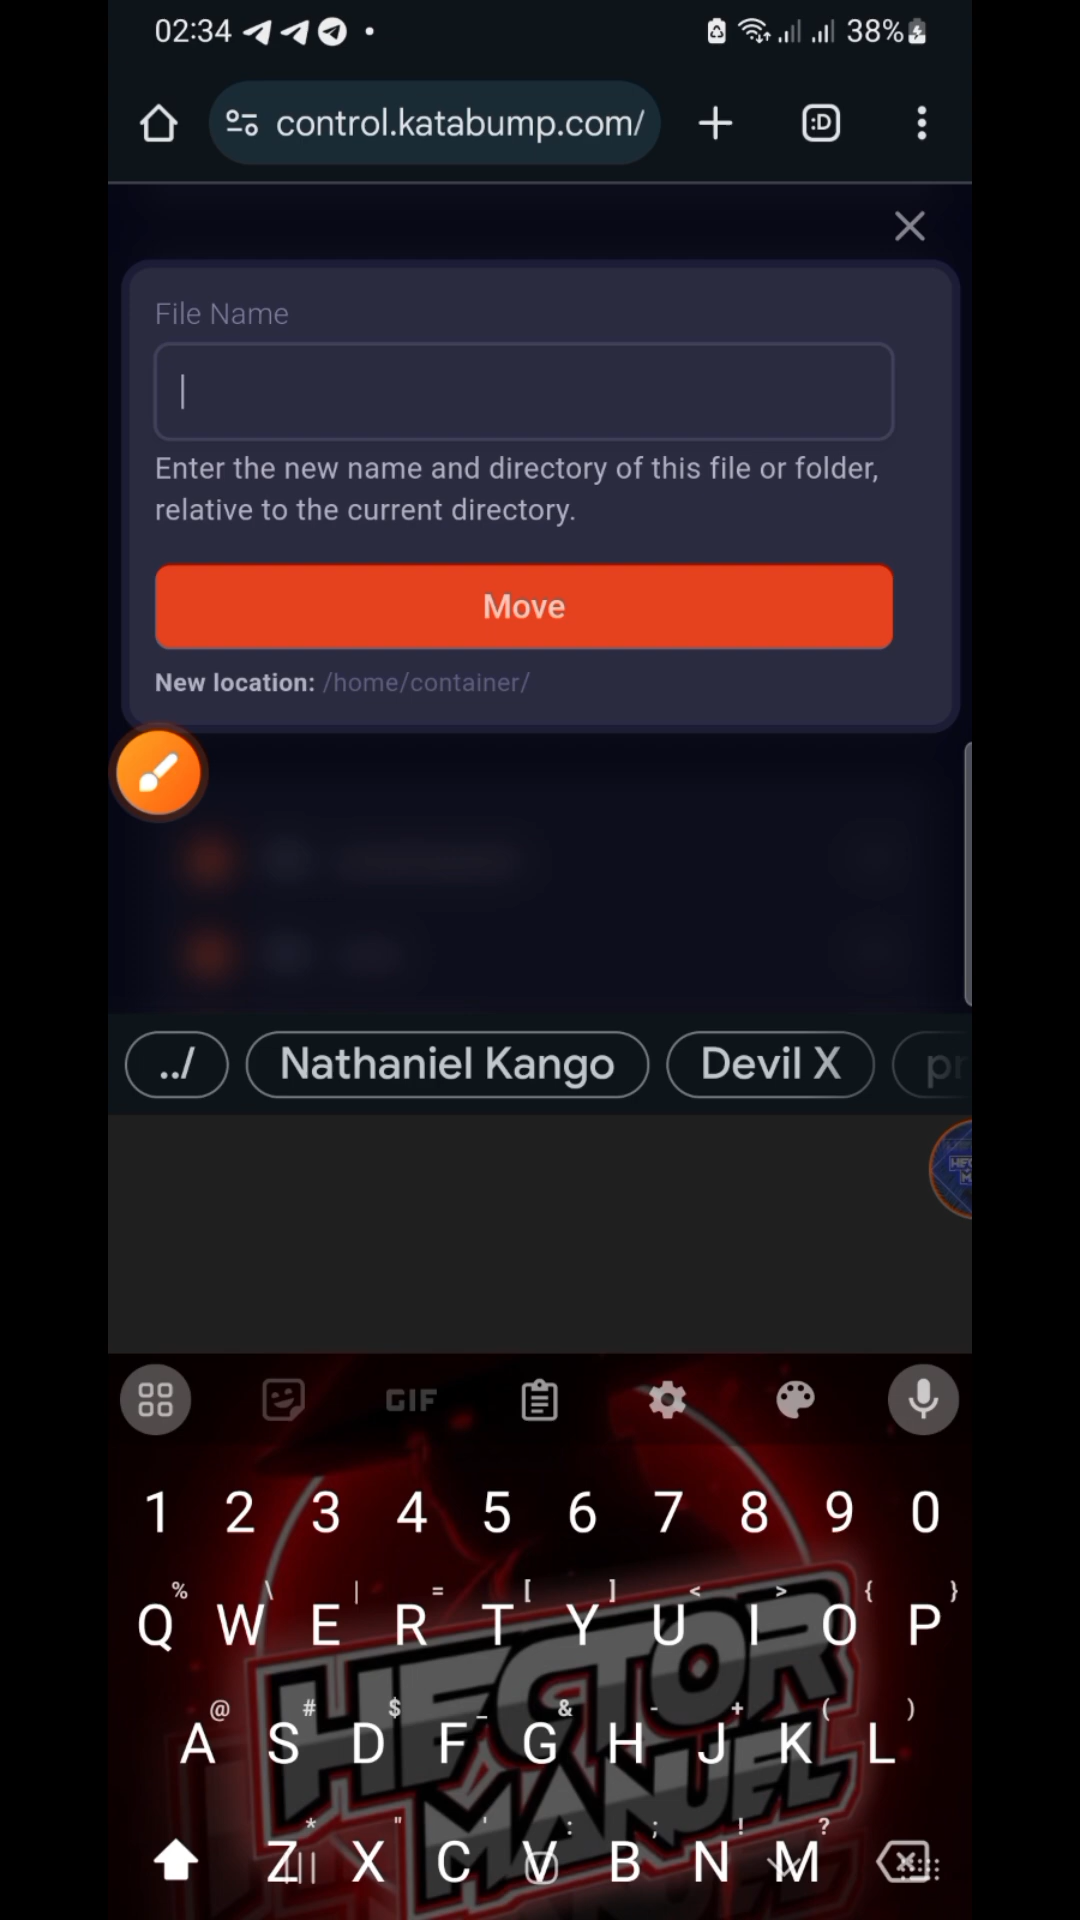 02:34
38%
control.katabump.com/
:D
File Name
Enter the new name and directory of this file or folder,
relative to the current directory.
Move
New location: /home/container/
../ Nathaniel Kango Devil X pr
GIF
1 2 3 4 5 6 7 8 9 0
% \ | = [ ] < > { }
Q W E R T Y U I O P
@ # $ _ & - + ( )
A S D F G H J K L
* " ' : ; ! ?
Z X C V B N M
HECTOR
MANUEL